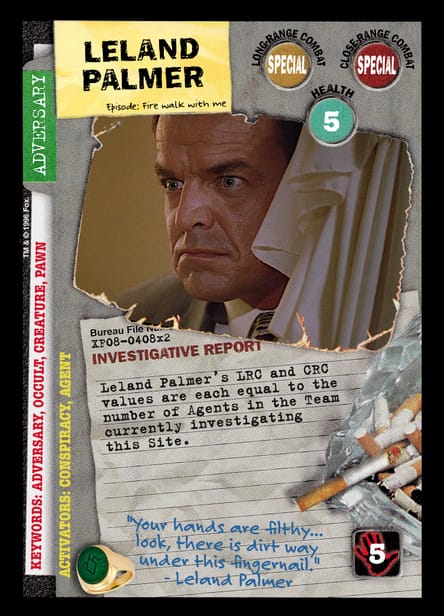 LELAND
PALMER
Episode: Fire walk with me
LONG-RANGE COMBAT
SPECIAL
CLOSE-RANGE COMBAT
SPECIAL
HEALTH
5
ADVERSARY
TM & © 1996 Fox.
KEYWORDS: ADVERSARY, OCCULT, CREATURE, PAWN
ACTIVATORS: CONSPIRACY, AGENT
Bureau File
XF08-0408x2
INVESTIGATIVE REPORT
Leland Palmer's LRC and CRC
values are each equal to the
number of Agents in the Team
currently investigating
this Site.
"Your hands are filthy...
look, there is dirt way
under this fingernail."
- Leland Palmer
5